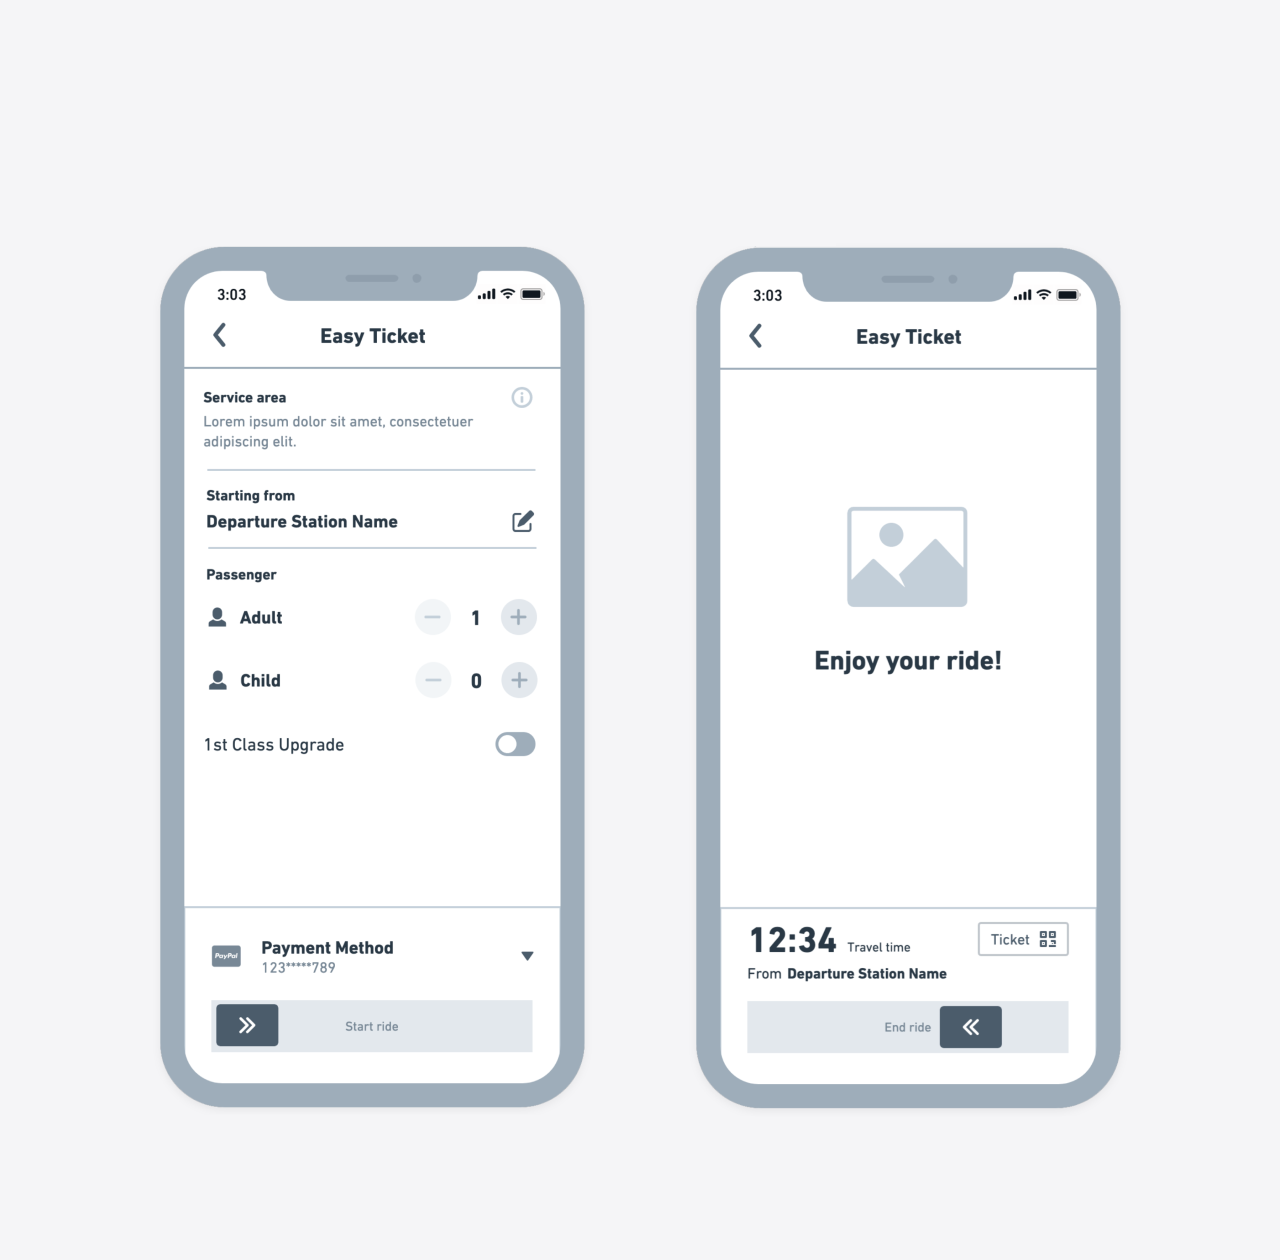 3:03
Easy Ticket
Service area
Lorem ipsum dolor sit amet, consectetuer
adipiscing elit.
Starting from
Departure Station Name
Passenger
Adult
1
Child
0
1st Class Upgrade
PayPal
Payment Method
123*****789
Start ride
3:03
Easy Ticket
Enjoy your ride!
12:34 Travel time
Ticket
From Departure Station Name
End ride